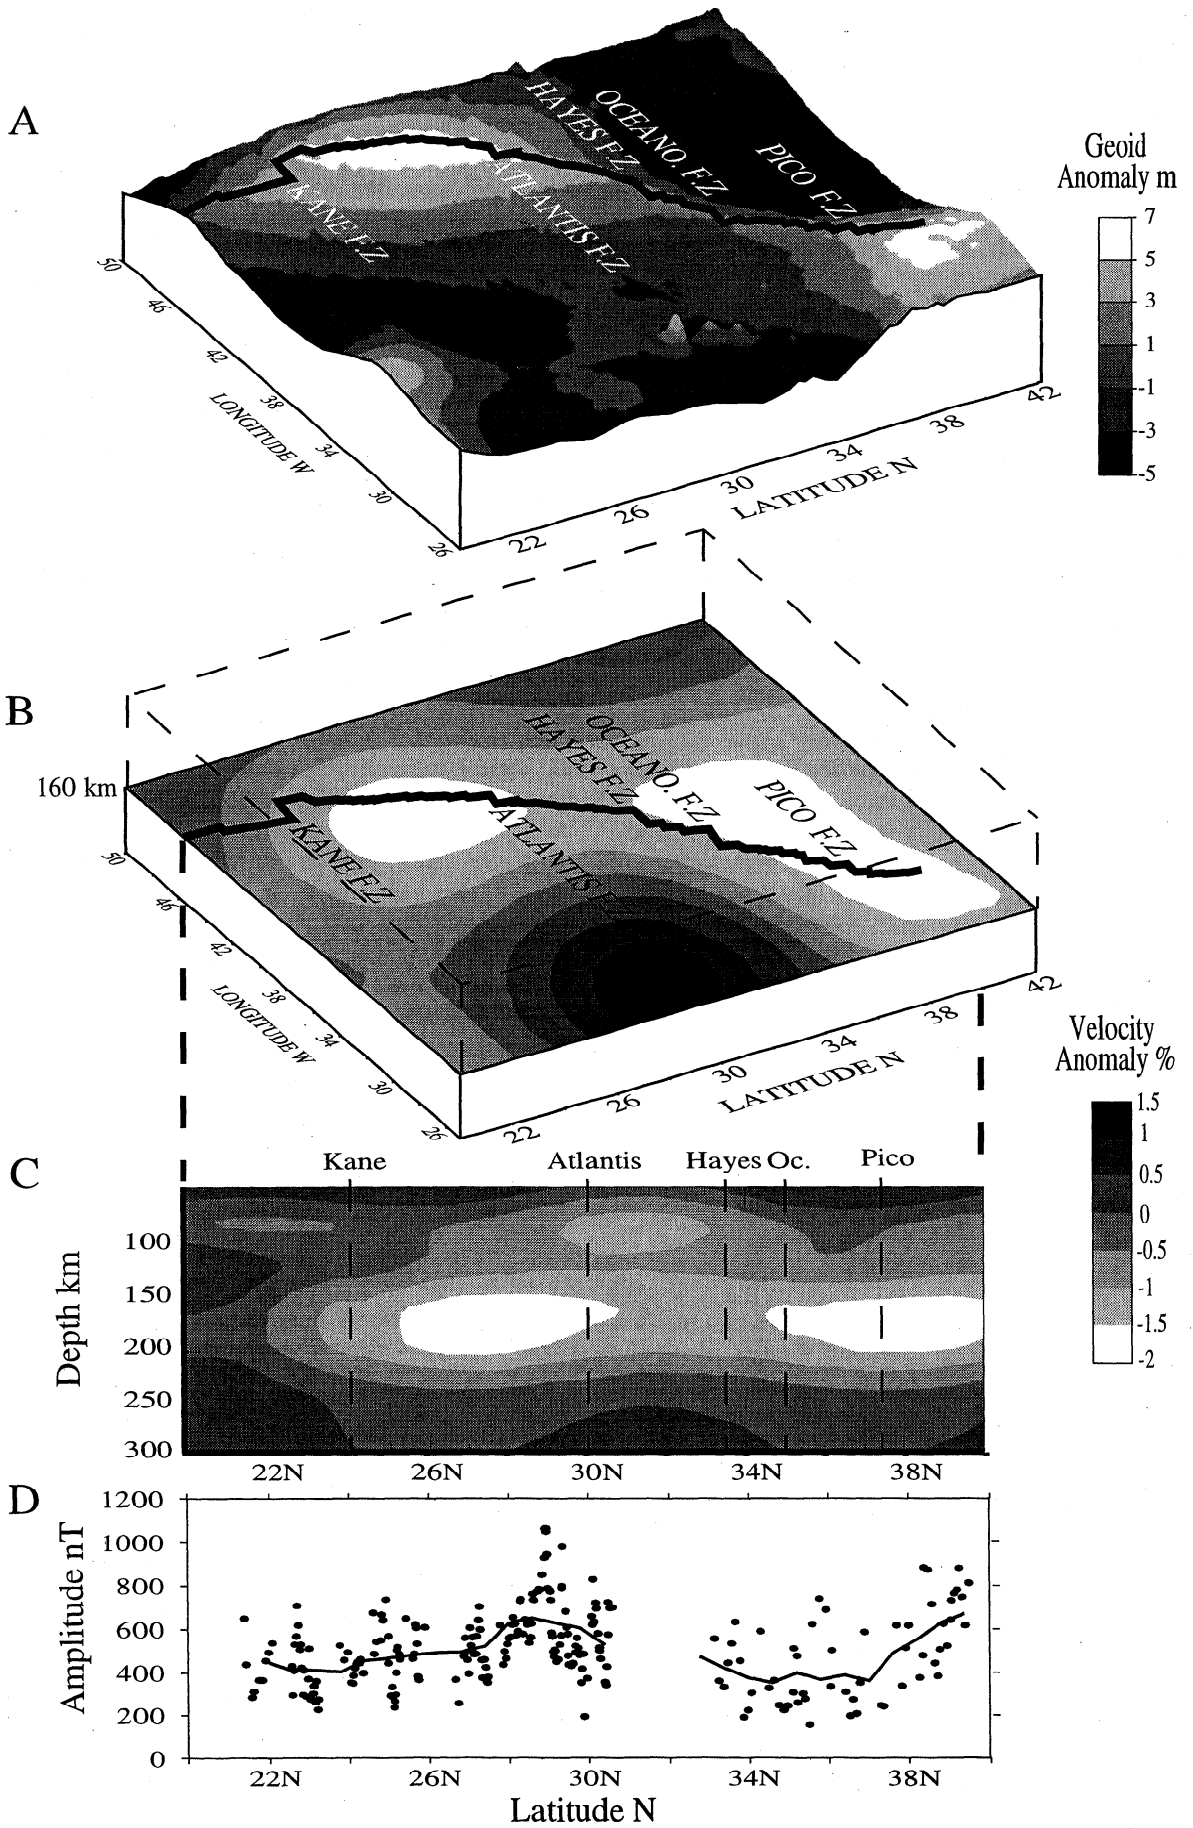 A
HAYES F.Z
OCEANO. F.Z
PICO F.Z
KANE F.Z
ATLANTIS F.Z
Geoid
Anomaly m
7
5
3
1
-1
-3
-5
50
46
42
38
34
30
26
LONGITUDE W
22
26
30
34
38
42
LATITUDE N
B
160 km
OCEANO. F.Z
HAYES F.Z
PICO F.Z
KANE F.Z
ATLANTIS F.Z
50
46
42
38
34
30
26
LONGITUDE W
22
26
30
34
38
42
LATITUDE N
Velocity
Anomaly %
1.5
1
0.5
0
-0.5
-1
-1.5
-2
C
Kane
Atlantis
Hayes Oc.
Pico
Depth km
100
150
200
250
300
22N
26N
30N
34N
38N
D
Amplitude nT
1200
1000
800
600
400
200
0
22N
26N
30N
34N
38N
Latitude N